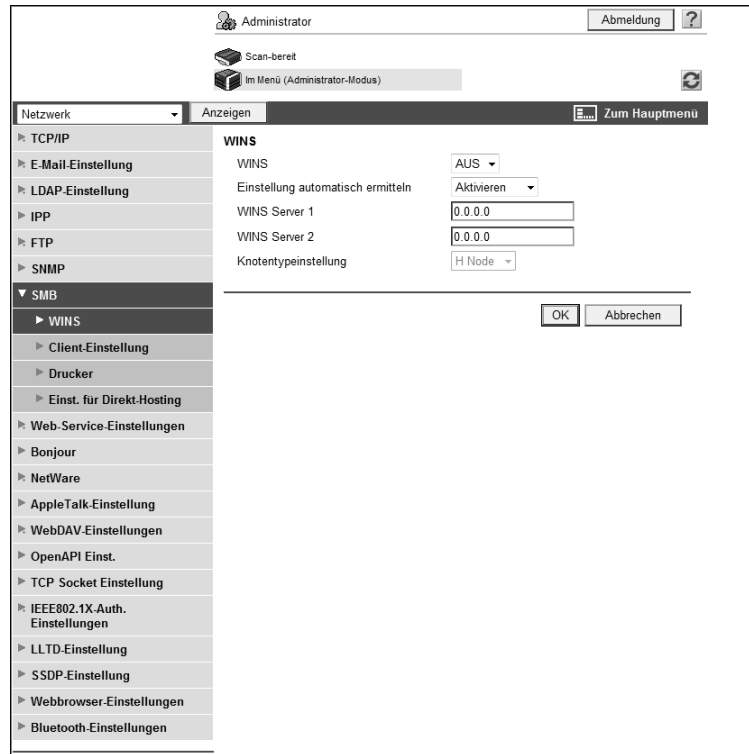 Administrator
Abmeldung
?
Scan-bereit
Im Menü (Administrator-Modus)
Netzwerk
Anzeigen
Zum Hauptmenü
TCP/IP
E-Mail-Einstellung
LDAP-Einstellung
IPP
FTP
SNMP
SMB
WINS
Client-Einstellung
Drucker
Einst. für Direkt-Hosting
Web-Service-Einstellungen
Bonjour
NetWare
AppleTalk-Einstellung
WebDAV-Einstellungen
OpenAPI Einst.
TCP Socket Einstellung
IEEE802.1X-Auth.
Einstellungen
LLTD-Einstellung
SSDP-Einstellung
Webbrowser-Einstellungen
Bluetooth-Einstellungen
WINS
WINS AUS
Einstellung automatisch ermitteln Aktivieren
WINS Server 1 0.0.0.0
WINS Server 2 0.0.0.0
Knotentypeinstellung H Node
OK Abbrechen